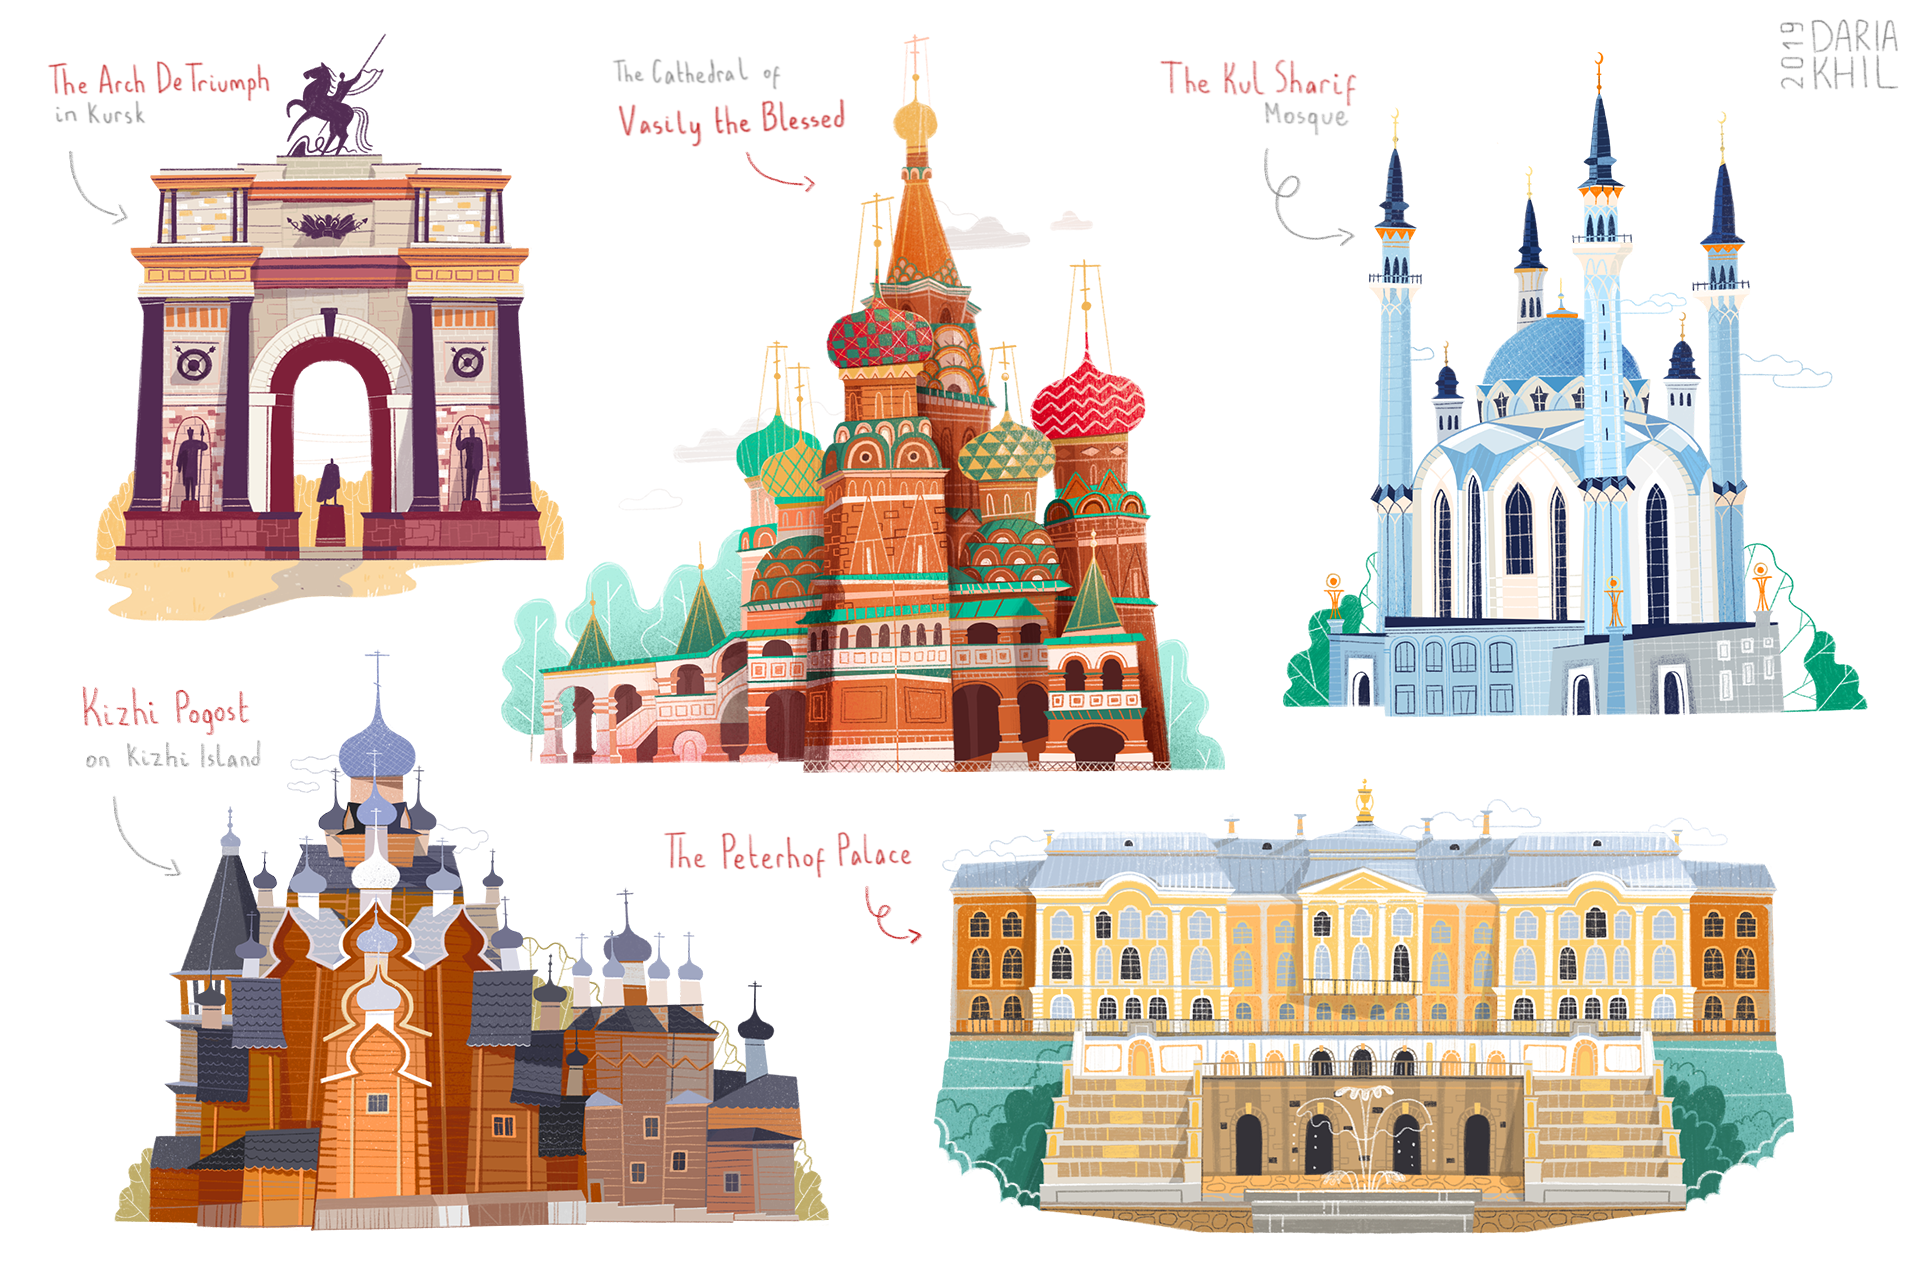 The Arch De Triumph
in Kursk
The Cathedral of
Vasily the Blessed
The Kul Sharif
Mosque
2019
DARIA
KHIL
Kizhi Pogost
on Kizhi Island
The Peterhof Palace